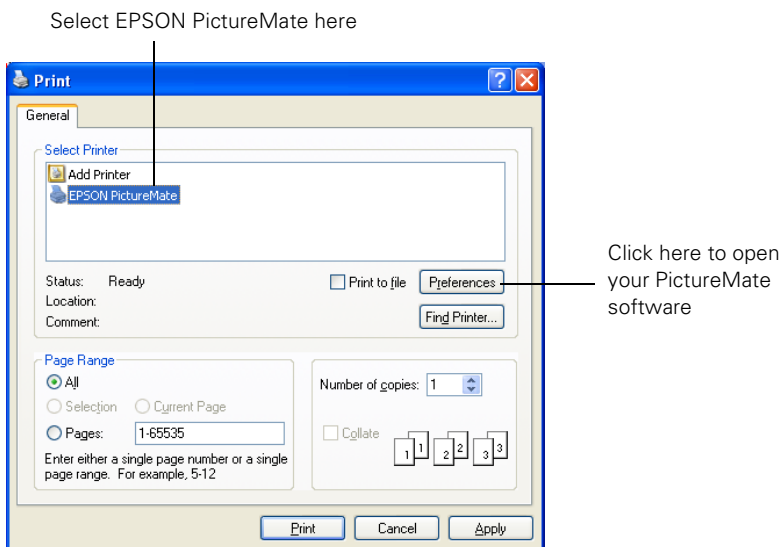 Select EPSON PictureMate here
Print
General
Select Printer
Add Printer
EPSON PictureMate
Status: Ready
Location:
Comment:
Print to file
Preferences
Find Printer...
Click here to open
your PictureMate
software
Page Range
All
Selection
Current Page
Pages: 1-65535
Enter either a single page number or a single
page range. For example, 5-12
Number of copies: 1
Collate
1 1 2 2 3 3
Print
Cancel
Apply